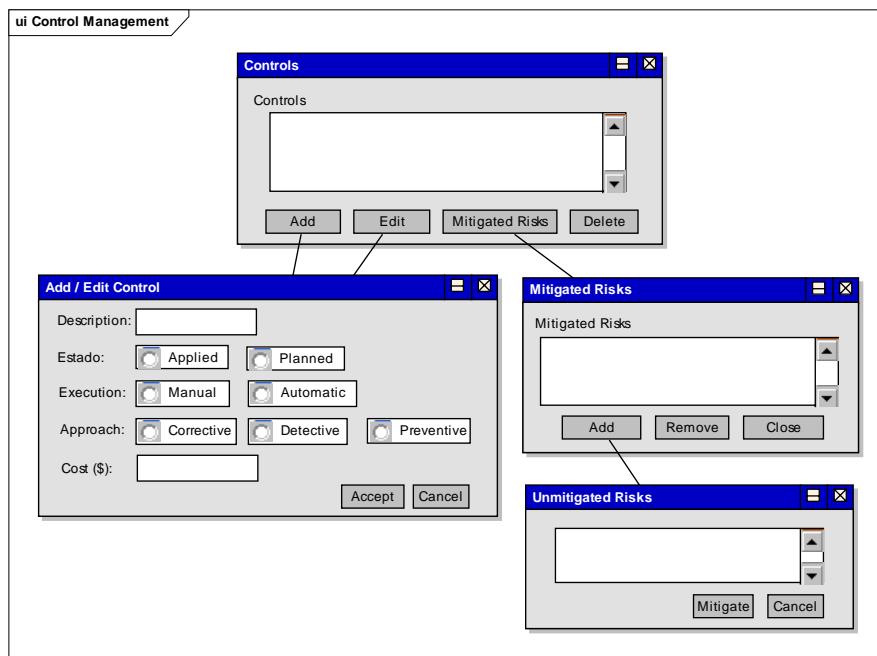 ui Control Management
Controls
Controls
Add Edit Mitigated Risks Delete
Add / Edit Control
Description:
Estado: Applied Planned
Execution: Manual Automatic
Approach: Corrective Detective Preventive
Cost ($):
Accept Cancel
Mitigated Risks
Mitigated Risks
Add Remove Close
Unmitigated Risks
Mitigate Cancel